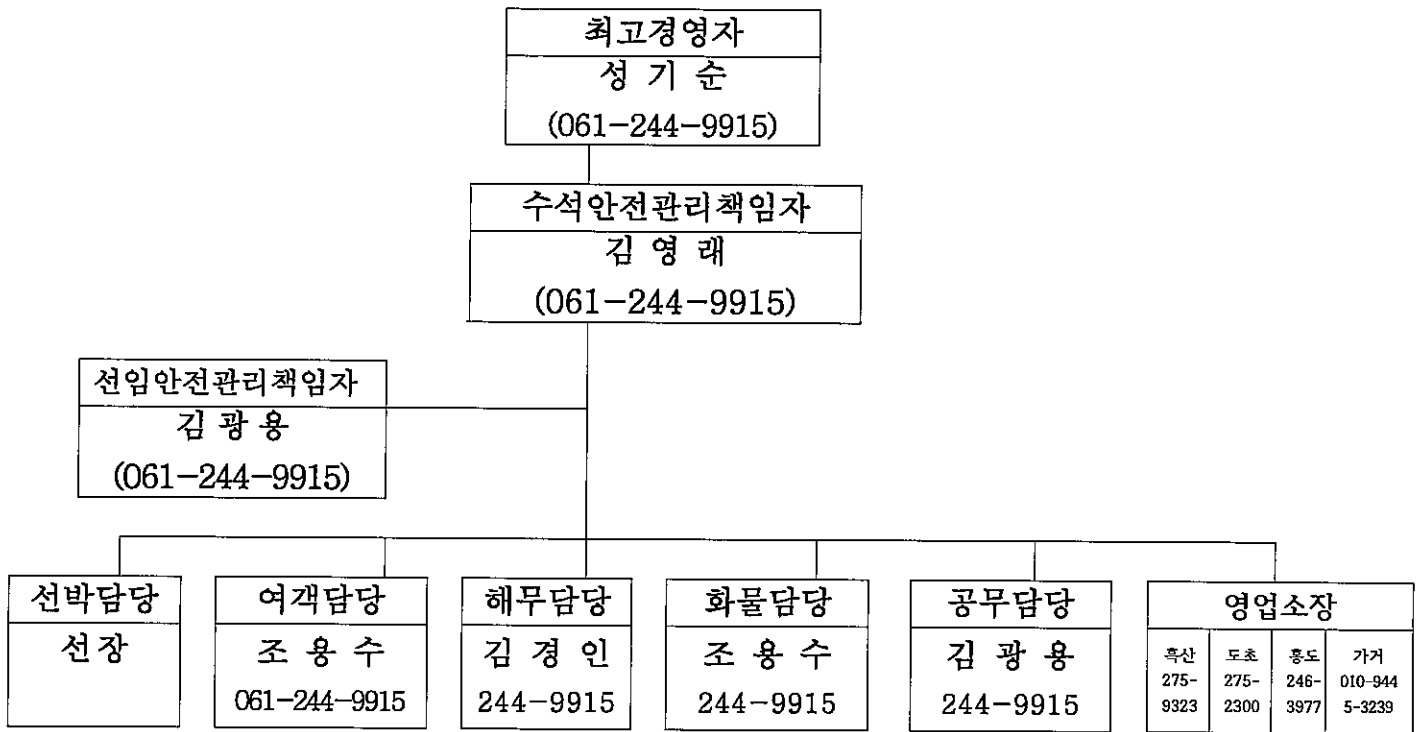 최고경영자
성 기 순
(061-244-9915)
수석안전관리책임자
김 영 래
(061-244-9915)
선임안전관리책임자
김 광 용
(061-244-9915)
선박담당
선장
여객담당
조 용 수
061-244-9915
해무담당
김 경 인
244-9915
화물담당
조 용 수
244-9915
공무담당
김 광 용
244-9915
영업소장
흑산
275-
9323
도초
275-
2300
홍도
246-
3977
가거
010-944
5-3239